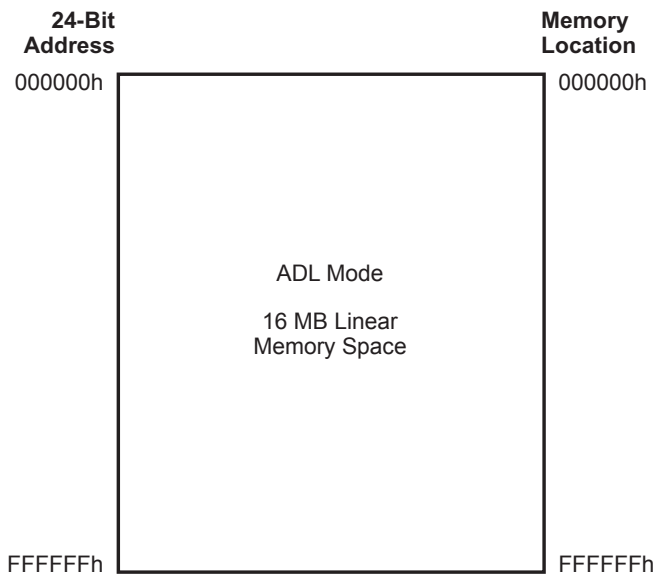 24-Bit
Address
Memory
Location
000000h
000000h
ADL Mode
16 MB Linear
Memory Space
FFFFFFh
FFFFFFh